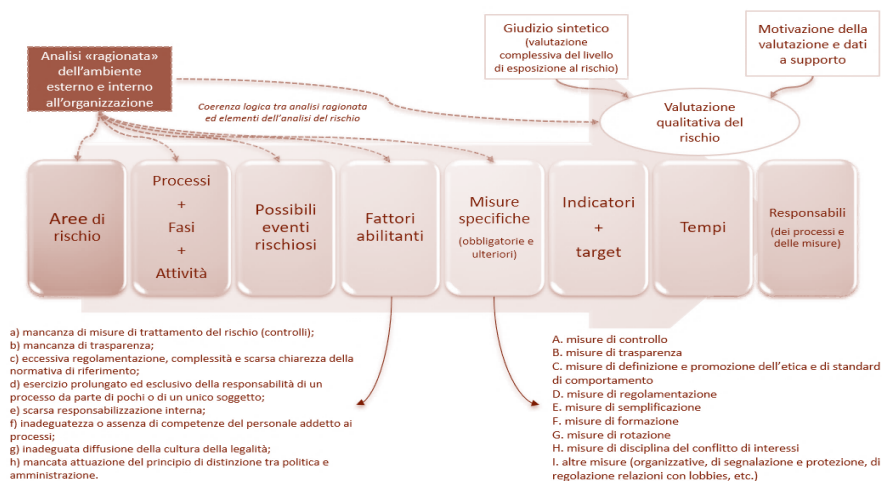 Analisi «ragionata»
dell'ambiente
esterno e interno
all'organizzazione
Giudizio sintetico
(valutazione
complessiva del livello
di esposizione al rischio)
Motivazione della
valutazione e dati
a supporto
Coerenza logica tra analisi ragionata
ed elementi dell'analisi del rischio
Valutazione
qualitativa del
rischio
Aree di
rischio
Processi
+
Fasi
+
Attività
Possibili
eventi
rischiosi
Fattori
abilitanti
Misure
specifiche
(obbligatorie e
ulteriori)
Indicatori
+
target
Tempi
Responsabili
(dei processi e
delle misure)
a) mancanza di misure di trattamento del rischio (controlli);
b) mancanza di trasparenza;
c) eccessiva regolamentazione, complessità e scarsa chiarezza della
normativa di riferimento;
d) esercizio prolungato ed esclusivo della responsabilità di un
processo da parte di pochi o di un unico soggetto;
e) scarsa responsabilizzazione interna;
f) inadeguatezza o assenza di competenze del personale addetto ai
processi;
g) inadeguata diffusione della cultura della legalità;
h) mancata attuazione del principio di distinzione tra politica e
amministrazione.
A. misure di controllo
B. misure di trasparenza
C. misure di definizione e promozione dell'etica e di standard
di comportamento
D. misure di regolamentazione
E. misure di semplificazione
F. misure di formazione
G. misure di rotazione
H. misure di disciplina del conflitto di interessi
I. altre misure (organizzative, di segnalazione e protezione, di
regolazione relazioni con lobbies, etc.)